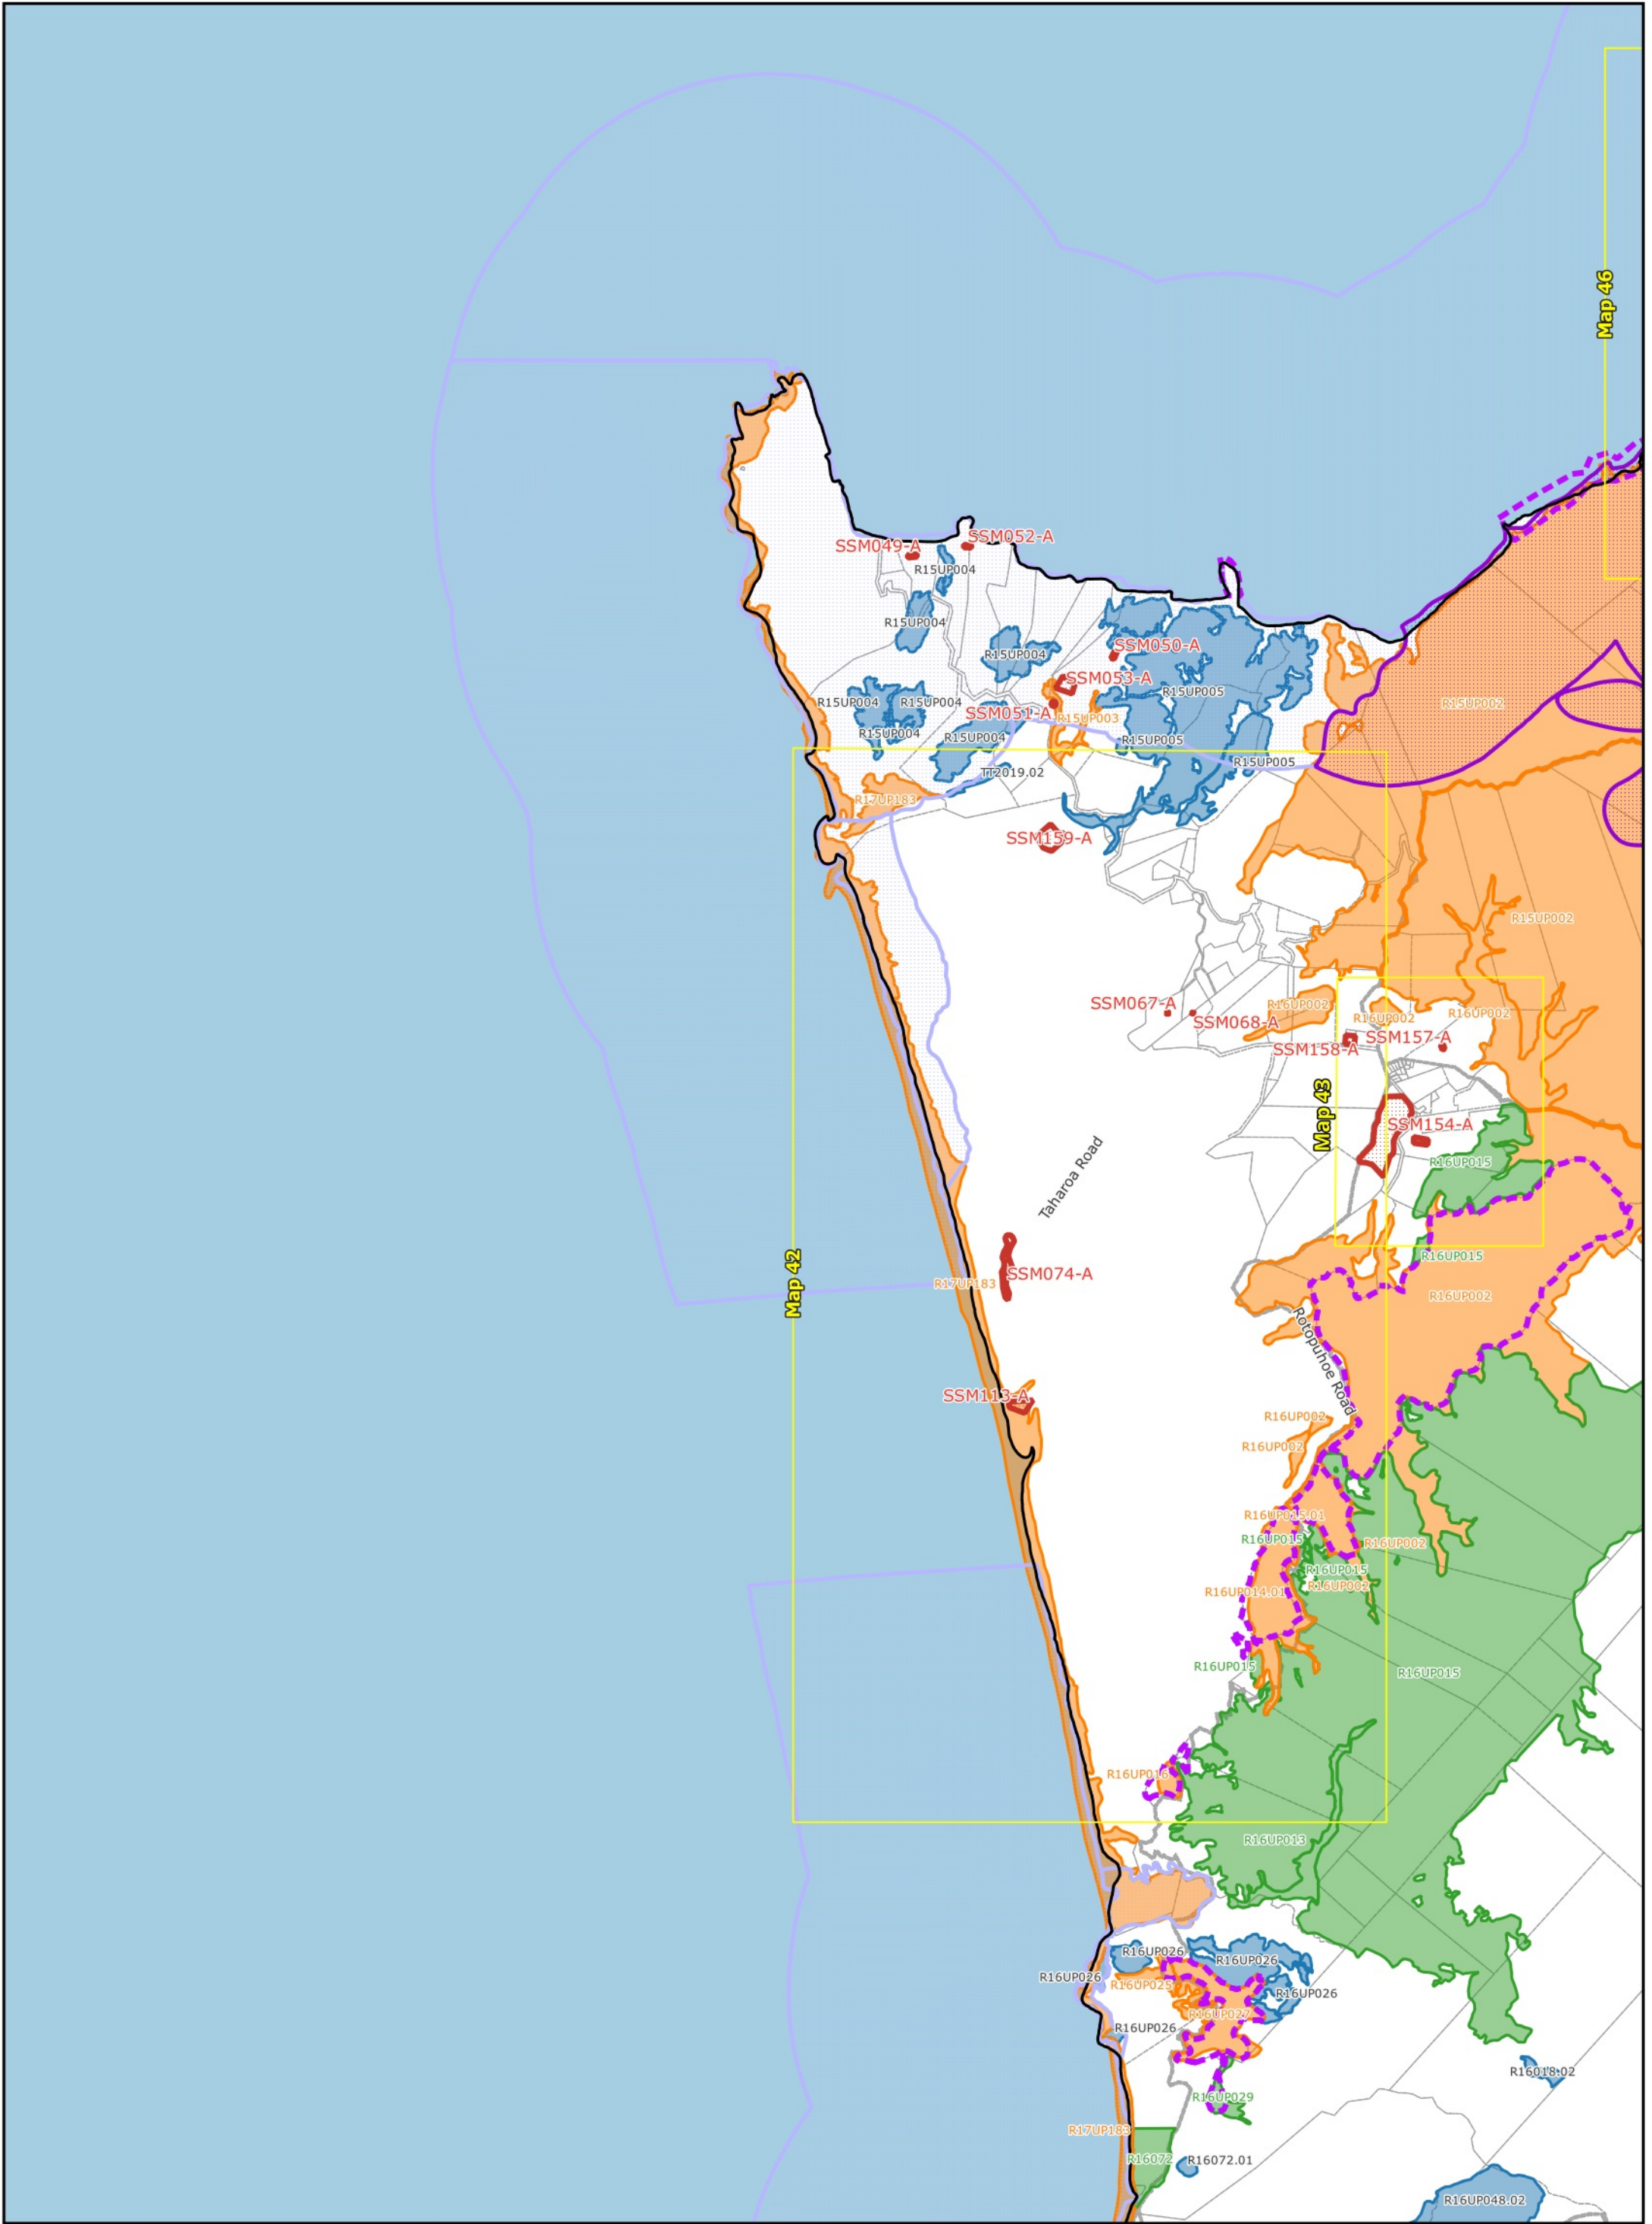 Map 46
SSM052-A
SSM049-A
R15UP004
R15UP004
SSM050-A
R15UP004
SSM053-A
R15UP005
R15UP004
R15UP004
R15UP002
SSM051-A
R15UP003
R15UP004
R15UP004
R15UP005
R15UP005
TT2019.02
R17UP183
SSM159-A
R15UP002
SSM067-A
R16UP002
R16UP002
R16UP002
SSM068-A
SSM157-A
SSM158-A
Map 43
SSM154-A
R16UP015
Taharoa Road
R16UP015
SSM074-A
Map 42
R17UP183
R16UP002
Rotopuhoe Road
SSM113-A
R16UP002
R16UP002
R16UP015.01
R16UP015
R16UP002
R16UP015
R16UP002
R16UP014.01
R16UP015
R16UP015
R16UP016
R16UP013
R16UP026
R16UP026
R16UP026
R16UP025
R16UP026
R16UP027
R16UP026
R16018.02
R16UP029
R17UP183
R16072
R16072.01
R16UP048.02